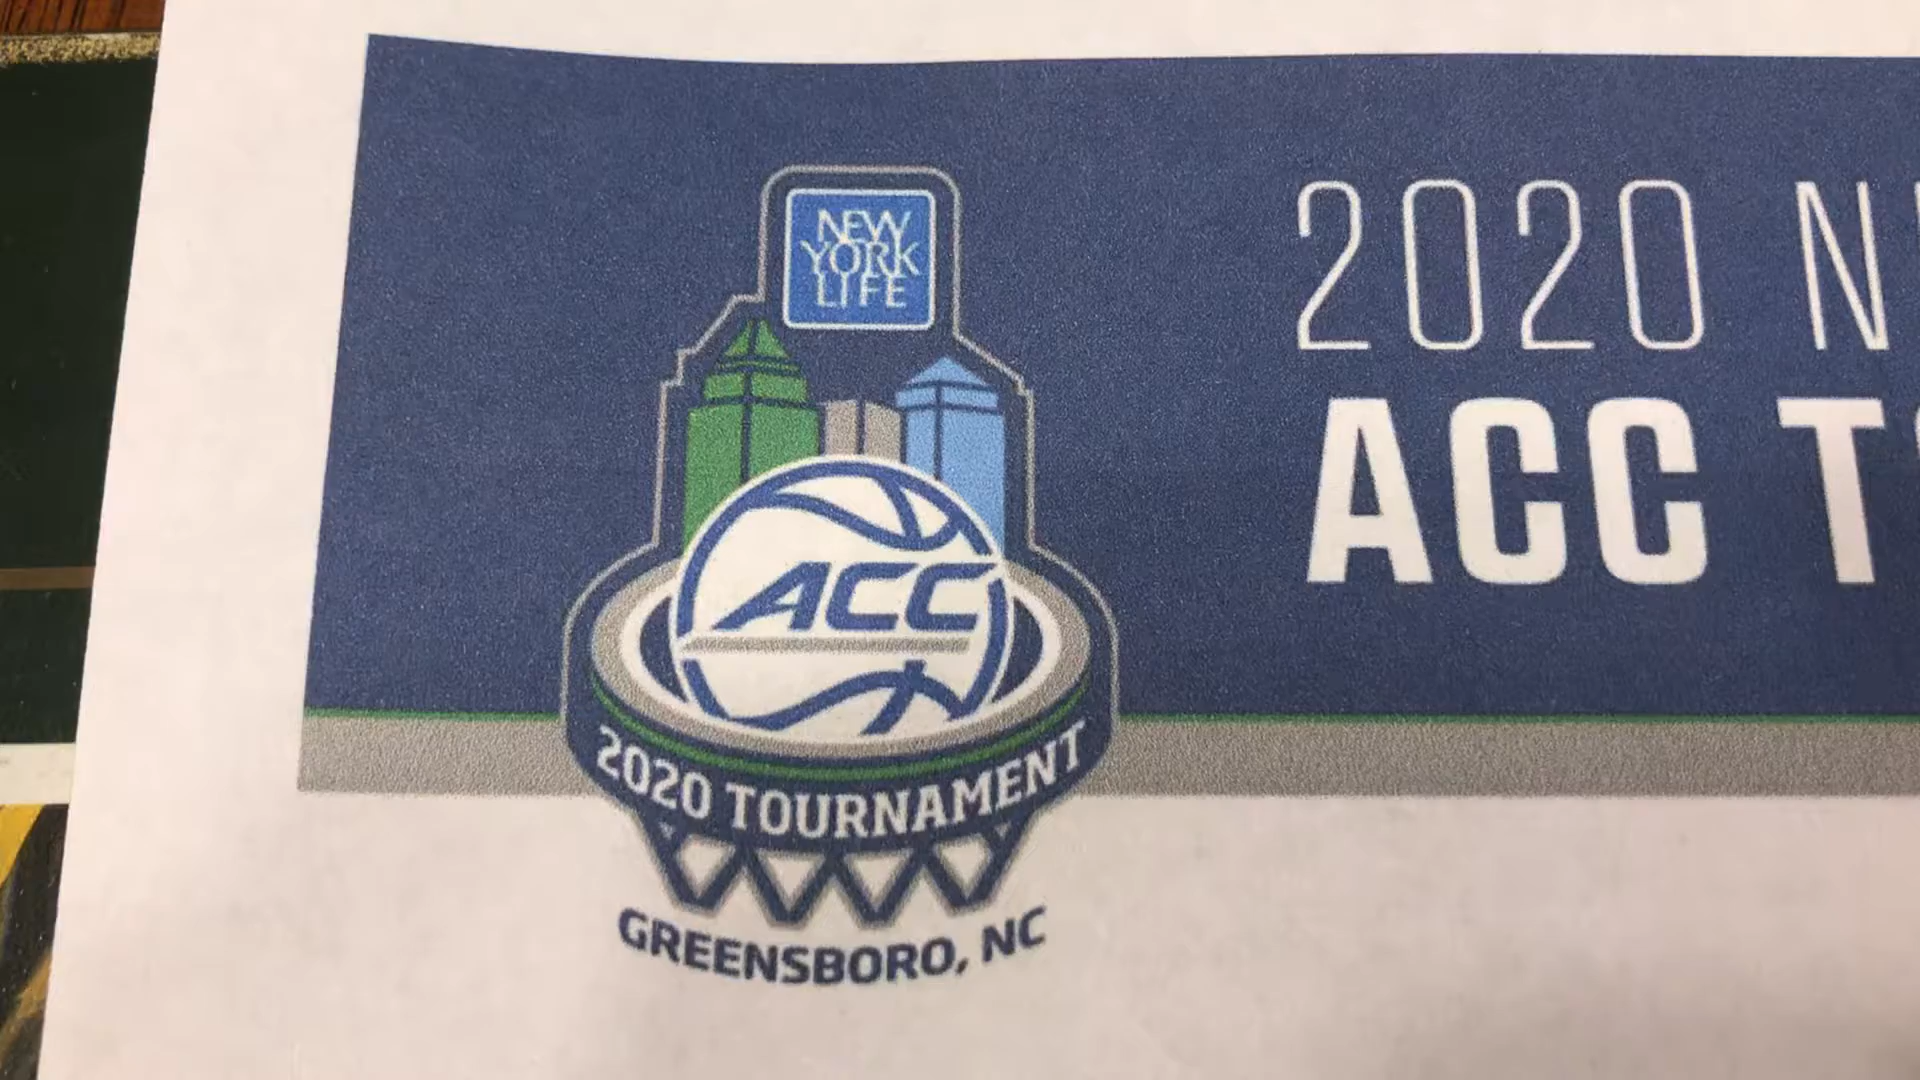 NEW
YORK
LIFE
ACC
2020 TOURNAMENT
GREENSBORO, NC
2020
ACC